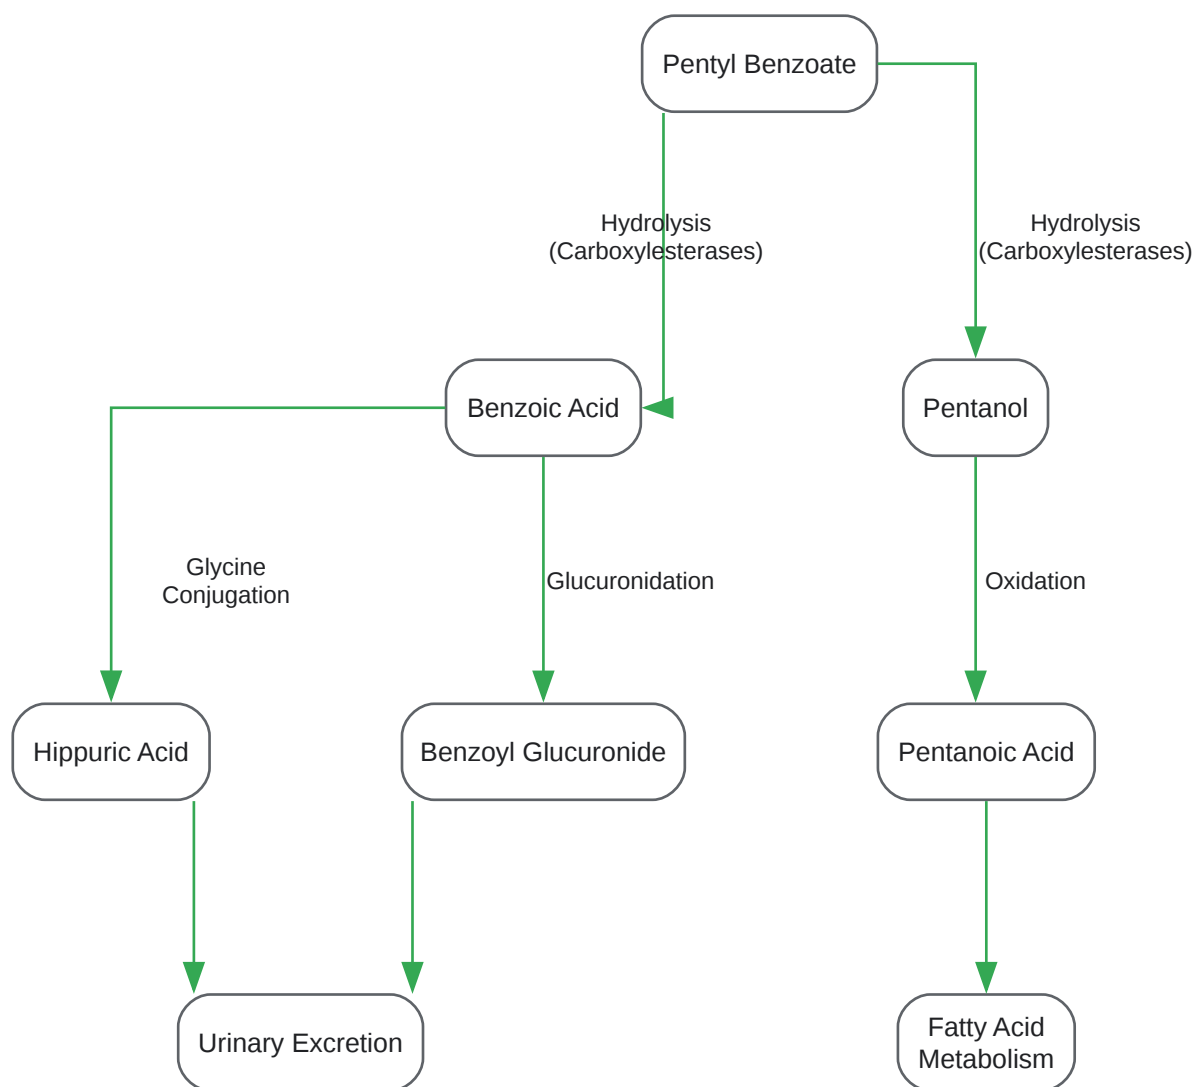 Pentyl Benzoate
Hydrolysis
(Carboxylesterases)
Hydrolysis
(Carboxylesterases)
Benzoic Acid
Pentanol
Glycine
Conjugation
Glucuronidation
Oxidation
Hippuric Acid
Benzoyl Glucuronide
Pentanoic Acid
Urinary Excretion
Fatty Acid
Metabolism